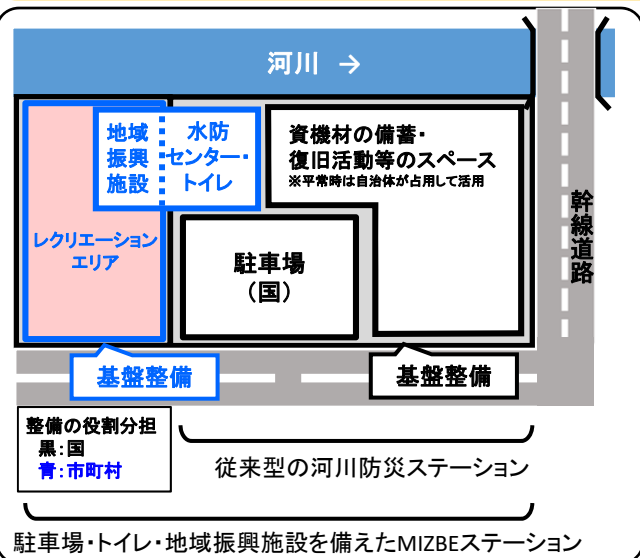 河川 →
地域
振興
施設
水防
センター・
トイレ
資機材の備蓄・
復旧活動等のスペース
※平常時は自治体が占用して活用
幹線道路
レクリエーション
エリア
駐車場
（国）
基盤整備
基盤整備
整備の役割分担
黒：国
青：市町村
従来型の河川防災ステーション
駐車場・トイレ・地域振興施設を備えたMIZBEステーション